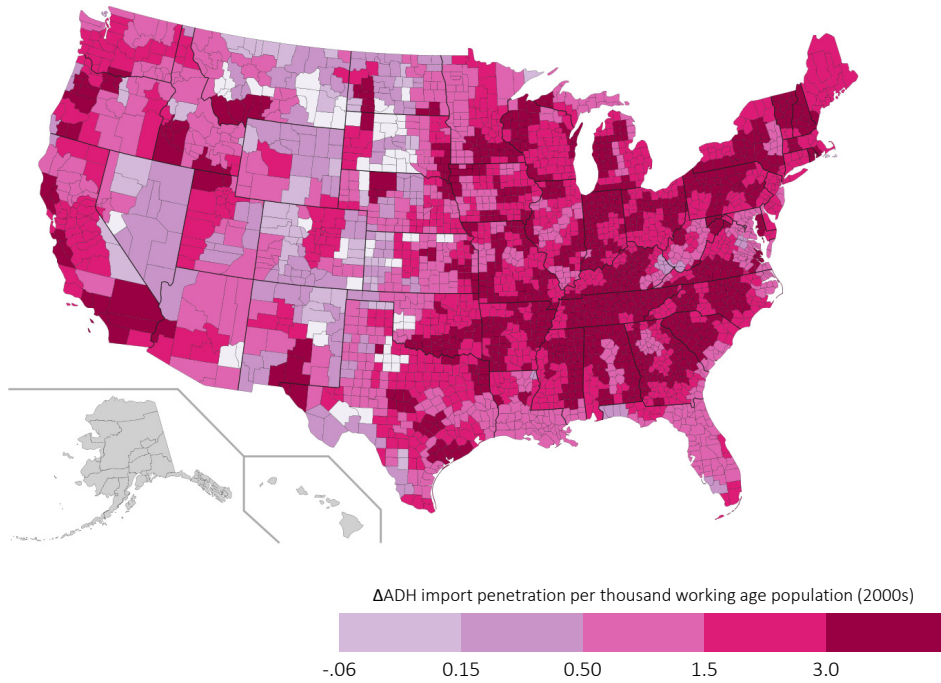 ΔADH import penetration per thousand working age population (2000s)
-.06 0.15 0.50 1.5 3.0